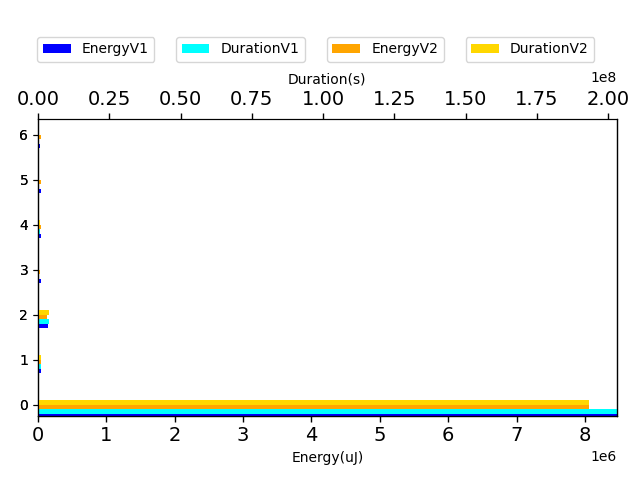 EnergyV1 DurationV1 EnergyV2 DurationV2
Duration(s)
1e8
0.00 0.25 0.50 0.75 1.00 1.25 1.50 1.75 2.00
6
5
4
3
2
1
0
0 1 2 3 4 5 6 7 8
Energy(uJ)
1e6